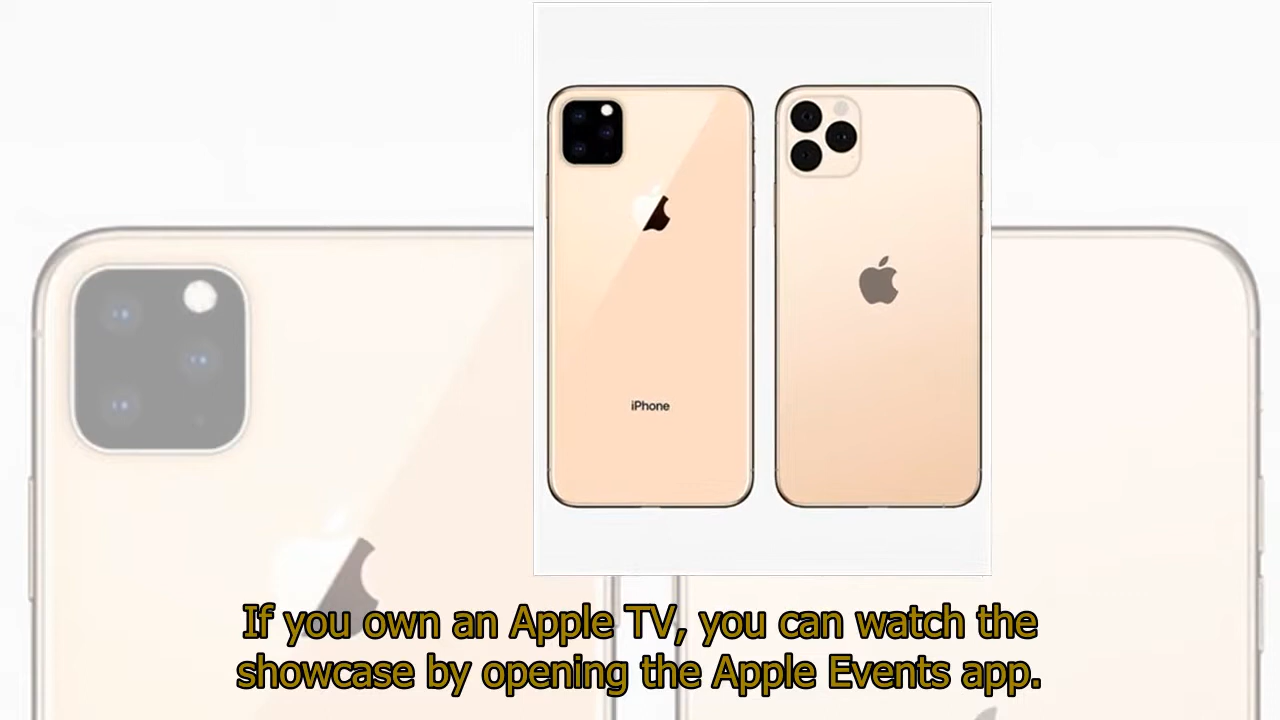 iPhone
If you own an Apple TV, you can watch the
showcase by opening the Apple Events app.